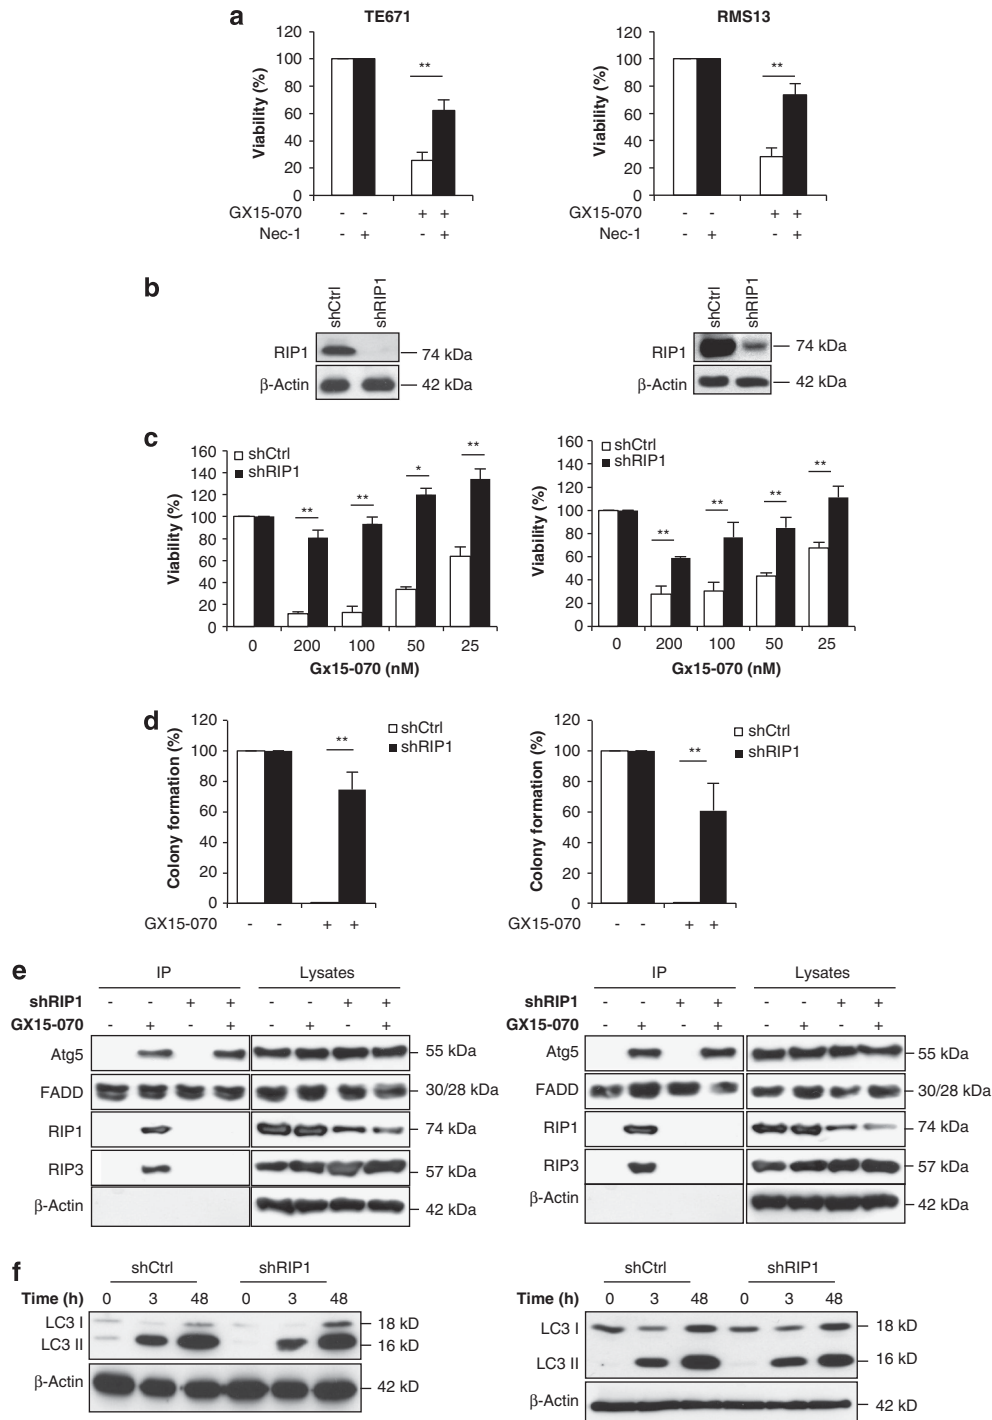 a
TE671
RMS13
Viability (%)
120
100
80
60
40
20
0
**
GX15-070 - - + +
Nec-1 - + - +
Viability (%)
120
100
80
60
40
20
0
**
GX15-070 - - + +
Nec-1 - + - +
b
shCtrl shRIP1
RIP1 74 kDa
β-Actin 42 kDa
shCtrl shRIP1
RIP1 74 kDa
β-Actin 42 kDa
c
Viability (%)
160
140
120
100
80
60
40
20
0
shCtrl
shRIP1
** ** * **
0 200 100 50 25
Gx15-070 (nM)
Viability (%)
160
140
120
100
80
60
40
20
0
shCtrl
shRIP1
** ** ** **
0 200 100 50 25
Gx15-070 (nM)
d
Colony formation (%)
120
100
80
60
40
20
0
shCtrl
shRIP1
**
GX15-070 - - + +
Colony formation (%)
120
100
80
60
40
20
0
shCtrl
shRIP1
**
GX15-070 - - + +
e
IP Lysates
shRIP1 - - + + - - + +
GX15-070 - + - + - + - +
Atg5 55 kDa
FADD 30/28 kDa
RIP1 74 kDa
RIP3 57 kDa
β-Actin 42 kDa
IP Lysates
shRIP1 - - + + - - + +
GX15-070 - + - + - + - +
Atg5 55 kDa
FADD 30/28 kDa
RIP1 74 kDa
RIP3 57 kDa
β-Actin 42 kDa
f
shCtrl shRIP1
Time (h) 0 3 48 0 3 48
LC3 I 18 kD
LC3 II 16 kD
β-Actin 42 kD
shCtrl shRIP1
Time (h) 0 3 48 0 3 48
LC3 I 18 kD
LC3 II 16 kD
β-Actin 42 kD